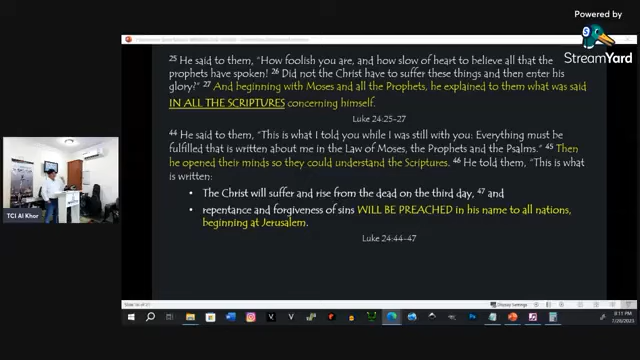 Powered by
StreamYard
25 He said to them, “How foolish you are, and how slow of heart to believe all that the
prophets have spoken! 26 Did not the Christ have to suffer these things and then enter his
glory?” 27 And beginning with Moses and all the Prophets, he explained to them what was said
IN ALL THE SCRIPTURES concerning himself.
Luke 24:25-27
44 He said to them, “This is what I told you while I was still with you: Everything must be
fulfilled that is written about me in the Law of Moses, the Prophets and the Psalms.” 45 Then
he opened their minds so they could understand the Scriptures. 46 He told them, “This is what
is written:
• The Christ will suffer and rise from the dead on the third day, 47 and
• repentance and forgiveness of sins WILL BE PREACHED in his name to all nations,
beginning at Jerusalem.
Luke 24:44-47
TCI Al Khor
Display Settings